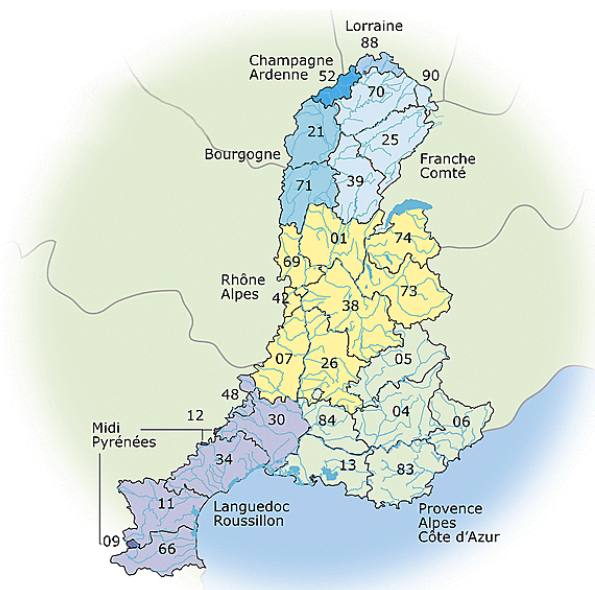 Lorraine
88
Champagne
Ardenne
52
90
70
21
25
Bourgogne
Franche
Comté
71
39
01
74
69
Rhône
Alpes
42
73
38
05
07
26
48
12
30
84
04
06
Midi
Pyrénées
34
13
83
11
Languedoc
Roussillon
Provence
Alpes
Côte d'Azur
09
66